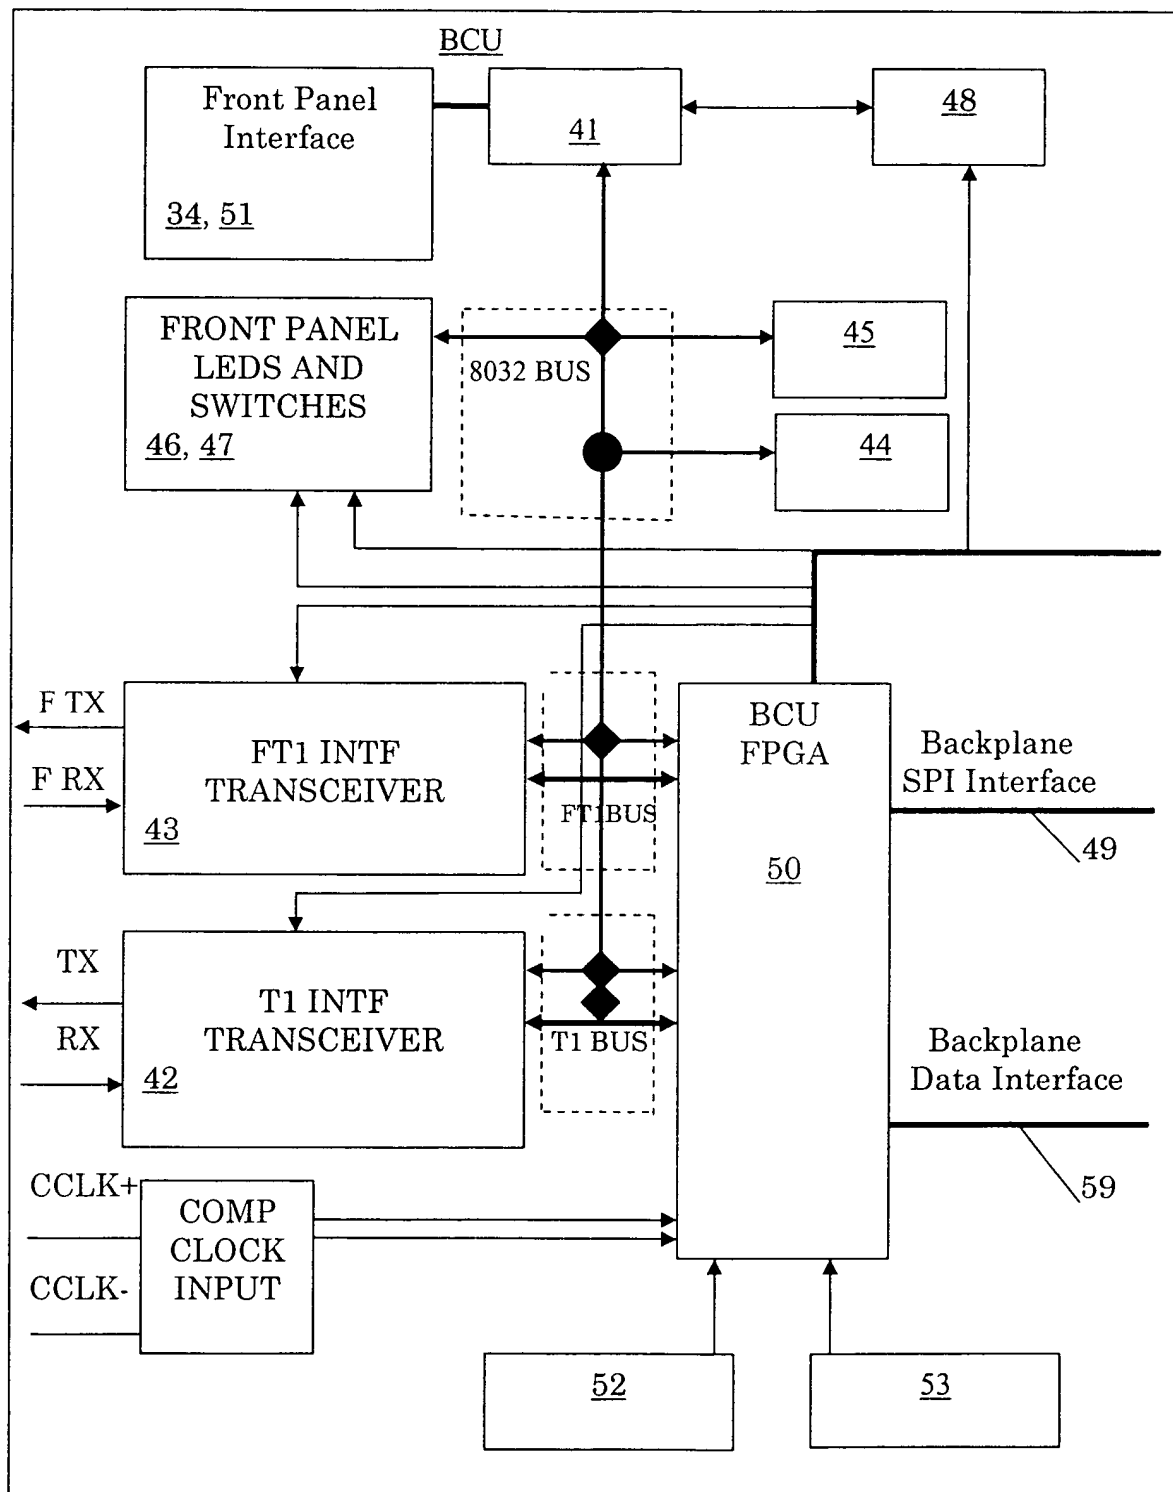 BCU
Front Panel
Interface
34, 51
41
48
FRONT PANEL
LEDS AND
SWITCHES
46, 47
8032 BUS
45
44
F TX
F RX
FT1 INTF
TRANSCEIVER
43
FT1BUS
BCU
FPGA
50
Backplane
SPI Interface
49
TX
RX
T1 INTF
TRANSCEIVER
42
T1 BUS
Backplane
Data Interface
59
CCLK+
CCLK-
COMP
CLOCK
INPUT
52
53